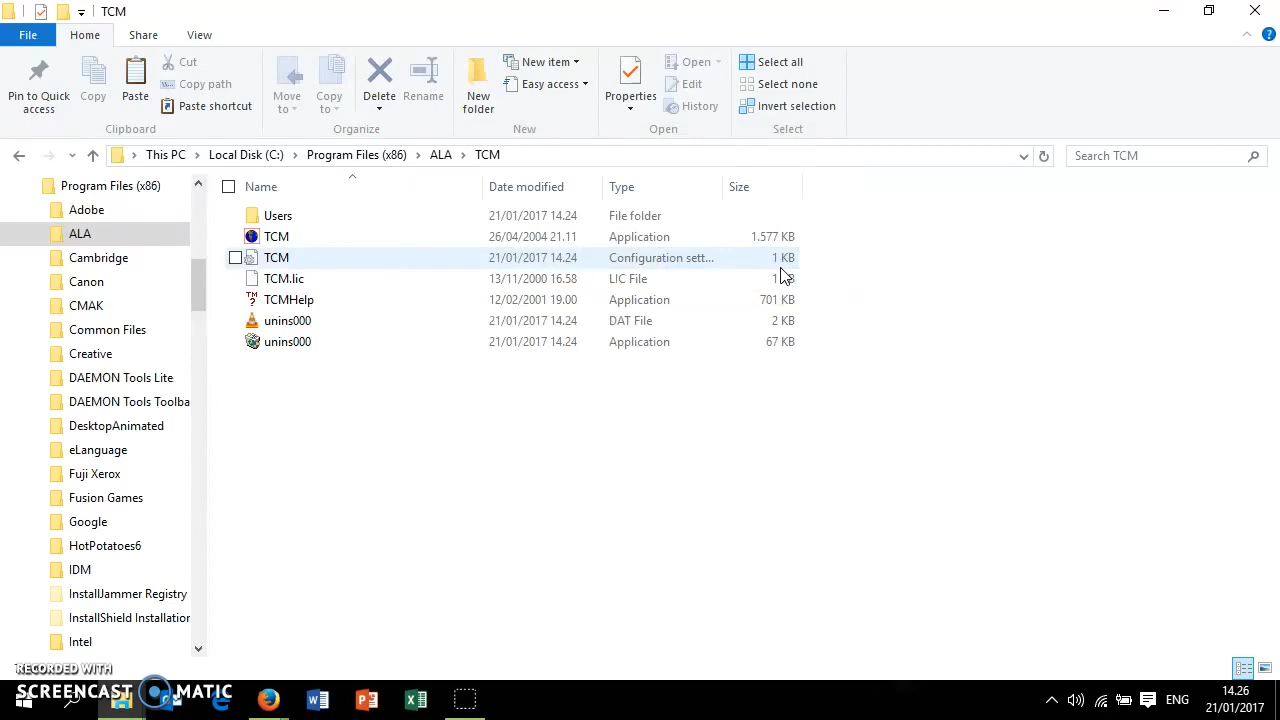 TCM
File Home Share View
Pin to Quick access
Copy
Paste
Cut
Copy path
Paste shortcut
Clipboard
Move to
Copy to
Delete
Rename
Organize
New folder
New item
Easy access
New
Properties
Open
Edit
History
Open
Select all
Select none
Invert selection
Select
This PC > Local Disk (C:) > Program Files (x86) > ALA > TCM
Search TCM
Program Files (x86)
Adobe
ALA
Cambridge
Canon
CMAK
Common Files
Creative
DAEMON Tools Lite
DAEMON Tools Toolba
DesktopAnimated
eLanguage
Fuji Xerox
Fusion Games
Google
HotPotatoes6
IDM
InstallJammer Registry
InstallShield Installation
Intel
Name Date modified Type Size
Users 21/01/2017 14.24 File folder
TCM 26/04/2004 21.11 Application 1.577 KB
TCM 21/01/2017 14.24 Configuration sett... 1 KB
TCM.lic 13/11/2000 16.58 LIC File
TCMHelp 12/02/2001 19.00 Application 701 KB
unins000 21/01/2017 14.24 DAT File 2 KB
unins000 21/01/2017 14.24 Application 67 KB
RECORDED WITH
SCREENCAST MATIC
ENG
14.26
21/01/2017